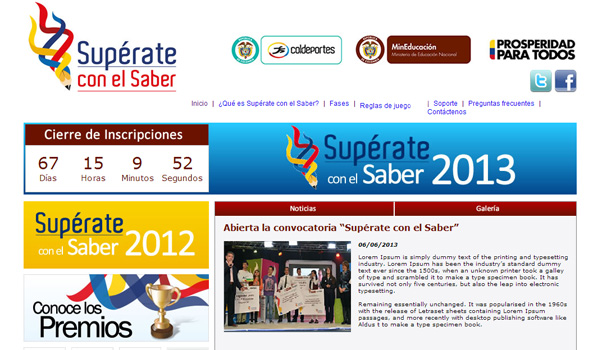 Supérate
con el Saber
coldeportes
MinEducación
Ministerio de Educación Nacional
PROSPERIDAD
PARA TODOS
Inicio | ¿Qué es Supérate con el Saber? | Fases | Reglas de juego | Soporte | Preguntas frecuentes |
Contáctenos
Cierre de Inscripciones
67 15 9 52
Días Horas Minutos Segundos
Supérate
con el Saber 2013
Supérate
con el Saber 2012
Conoce los
Premios
Noticias Galería
Abierta la convocatoria “Supérate con el Saber”
06/06/2013
Lorem Ipsum is simply dummy text of the printing and typesetting
industry. Lorem Ipsum has been the industry's standard dummy
text ever since the 1500s, when an unknown printer took a galley
of type and scrambled it to make a type specimen book. It has
survived not only five centuries, but also the leap into electronic
typesetting.
Remaining essentially unchanged. It was popularised in the 1960s
with the release of Letraset sheets containing Lorem Ipsum
passages, and more recently with desktop publishing software like
Aldus t to make a type specimen book.